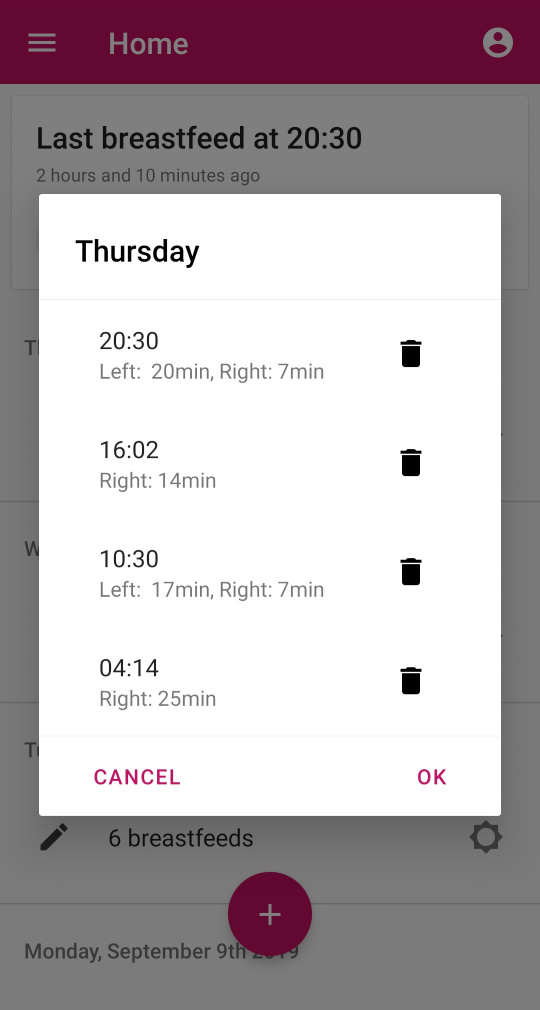 Home
Last breastfeed at 20:30
2 hours and 10 minutes ago
Thursday
20:30
Left: 20min, Right: 7min
16:02
Right: 14min
10:30
Left: 17min, Right: 7min
04:14
Right: 25min
CANCEL
OK
6 breastfeeds
Monday, September 9th 2019